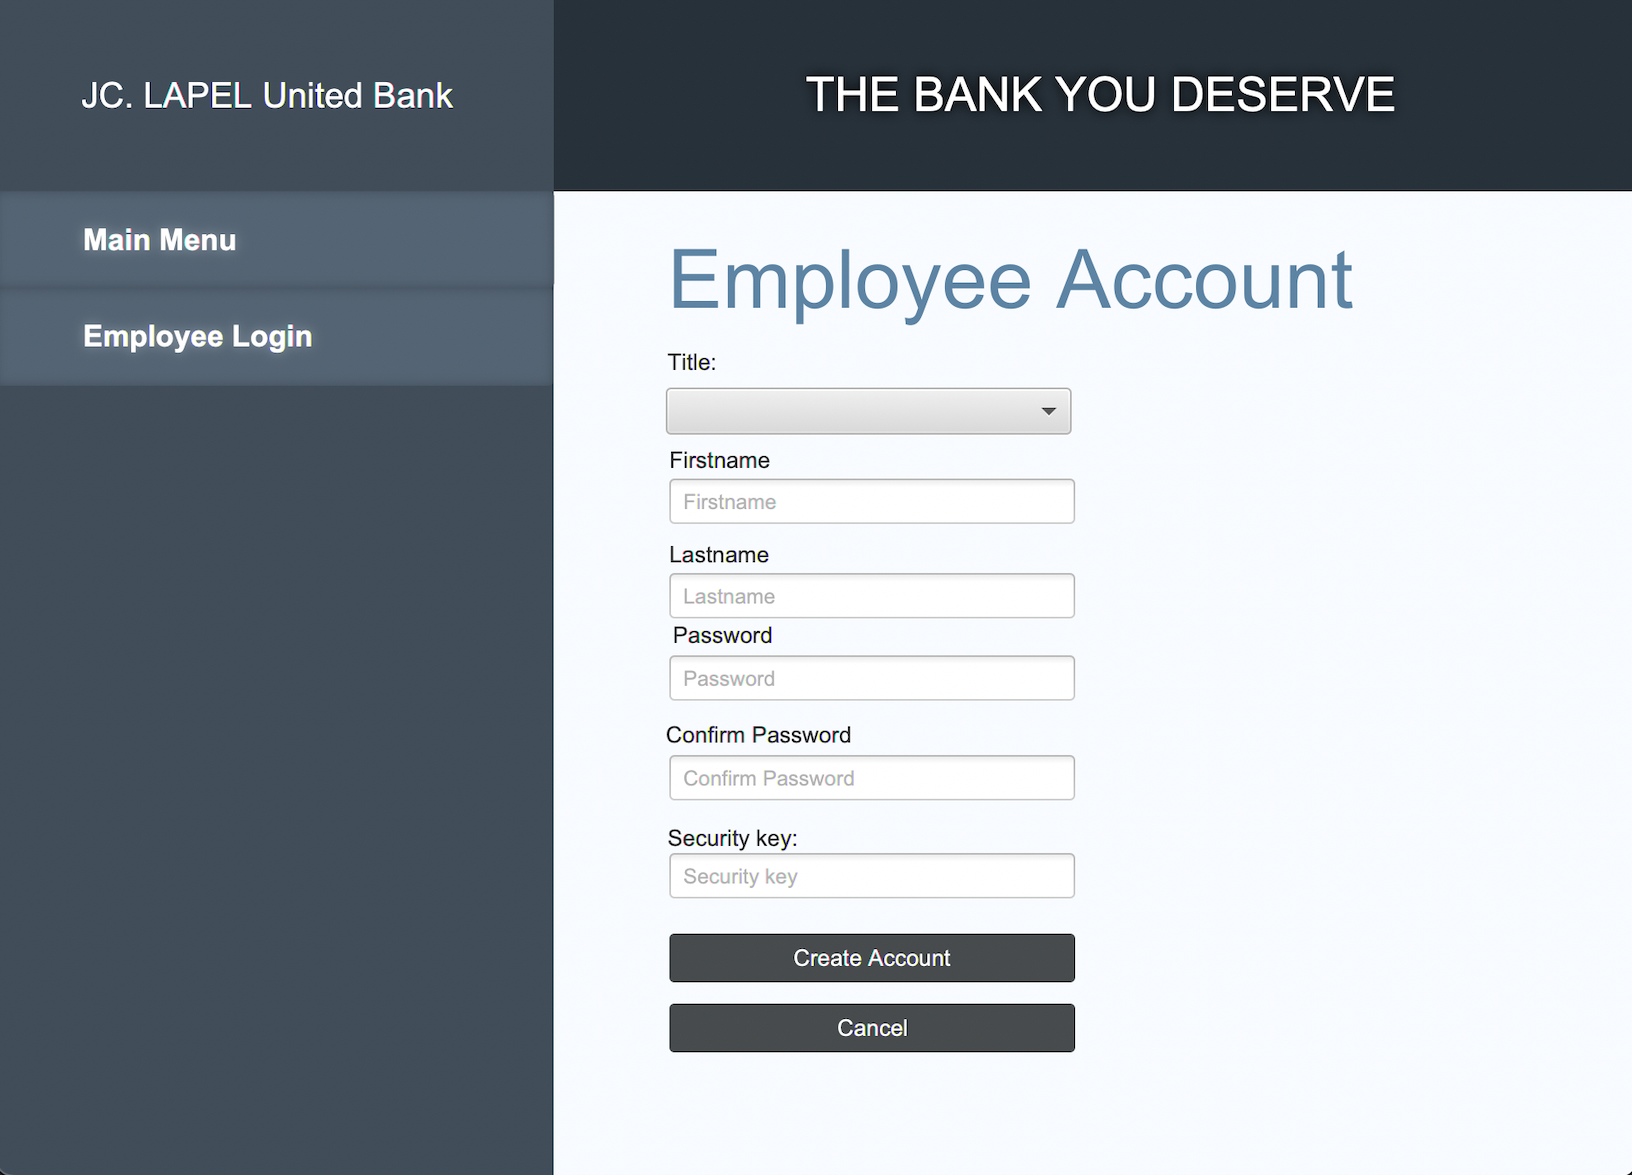 JC. LAPEL United Bank
THE BANK YOU DESERVE
Main Menu
Employee Login
Employee Account
Title:
Firstname
Firstname
Lastname
Lastname
Password
Password
Confirm Password
Confirm Password
Security key:
Security key
Create Account
Cancel